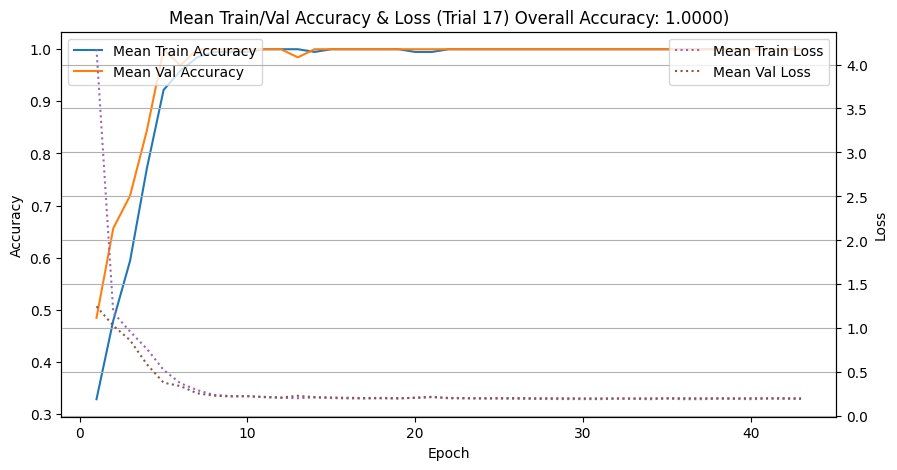 Mean Train/Val Accuracy & Loss (Trial 17) Overall Accuracy: 1.0000)
Mean Train Accuracy
Mean Val Accuracy
Mean Train Loss
Mean Val Loss
1.0
0.9
0.8
0.7
0.6
0.5
0.4
0.3
Accuracy
4.0
3.5
3.0
2.5
2.0
1.5
1.0
0.5
0.0
Loss
0 10 20 30 40
Epoch